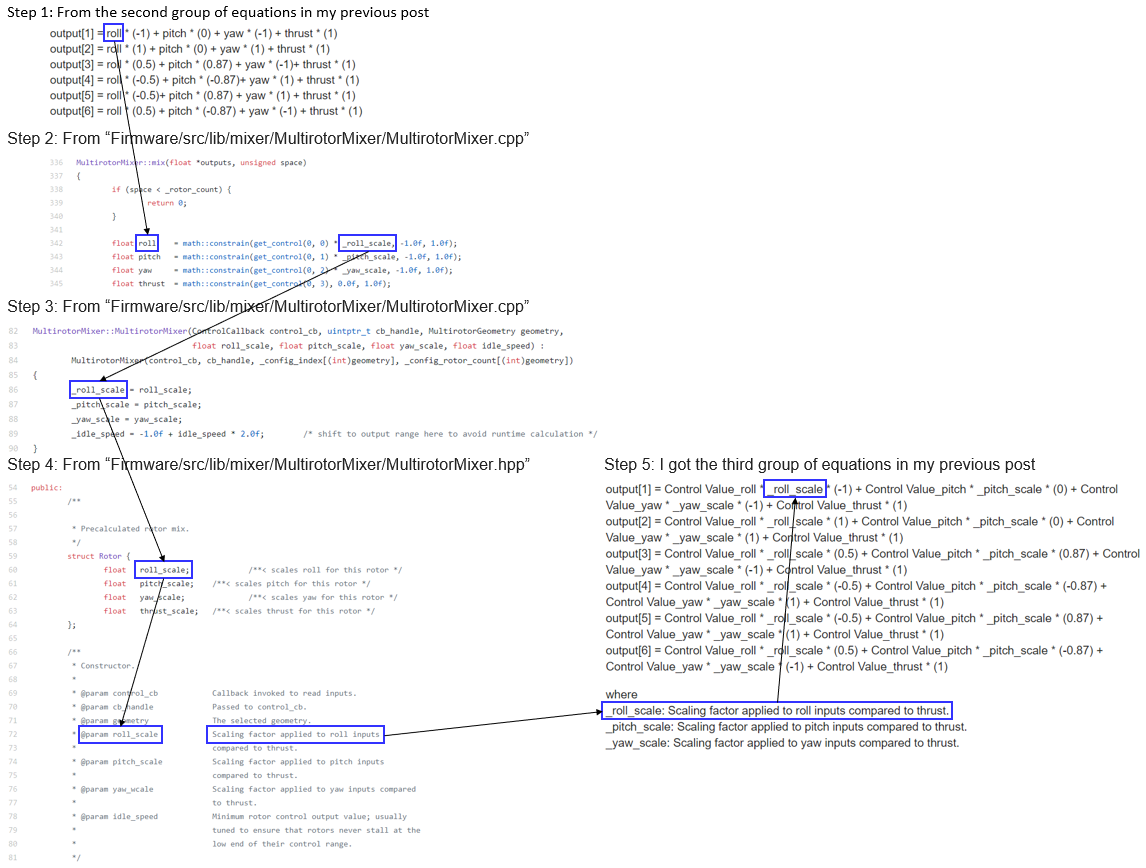 Step 1: From the second group of equations in my previous post
output[1] = roll * (-1) + pitch * (0) + yaw * (-1) + thrust * (1)
output[2] = roll * (1) + pitch * (0) + yaw * (1) + thrust * (1)
output[3] = roll * (0.5) + pitch * (0.87) + yaw * (-1)+ thrust * (1)
output[4] = roll * (-0.5) + pitch * (-0.87)+ yaw * (1) + thrust * (1)
output[5] = roll * (-0.5)+ pitch * (0.87) + yaw * (1) + thrust * (1)
output[6] = roll * (0.5) + pitch * (-0.87) + yaw * (-1) + thrust * (1)
Step 2: From “Firmware/src/lib/mixer/MultirotorMixer/MultirotorMixer.cpp”
336 MultirotorMixer::mix(float *outputs, unsigned space)
337 {
338 if (space < _rotor_count) {
339 return 0;
340 }
341
342 float roll = math::constrain(get_control(0, 0) * _roll_scale, -1.0f, 1.0f);
343 float pitch = math::constrain(get_control(0, 1) * _pitch_scale, -1.0f, 1.0f);
344 float yaw = math::constrain(get_control(0, 2) * _yaw_scale, -1.0f, 1.0f);
345 float thrust = math::constrain(get_control(0, 3), 0.0f, 1.0f);
Step 3: From “Firmware/src/lib/mixer/MultirotorMixer/MultirotorMixer.cpp”
82 MultirotorMixer::MultirotorMixer(ControlCallback control_cb, uintptr_t cb_handle, MultirotorGeometry geometry,
83 float roll_scale, float pitch_scale, float yaw_scale, float idle_speed) :
84 MultirotorMixer(control_cb, cb_handle, _config_index[(int)geometry], _config_rotor_count[(int)geometry])
85 {
86 _roll_scale = roll_scale;
87 _pitch_scale = pitch_scale;
88 _yaw_scale = yaw_scale;
89 _idle_speed = -1.0f + idle_speed * 2.0f; /* shift to output range here to avoid runtime calculation */
90 }
Step 4: From “Firmware/src/lib/mixer/MultirotorMixer/MultirotorMixer.hpp”
54 public:
55 /**
56
57 * Precalculated rotor mix.
58 */
59 struct Rotor {
60 float roll_scale; /**< scales roll for this rotor */
61 float pitch_scale; /**< scales pitch for this rotor */
62 float yaw_scale; /**< scales yaw for this rotor */
63 float thrust_scale; /**< scales thrust for this rotor */
64 };
65
66 /**
67 * Constructor.
68 *
69 * @param control_cb Callback invoked to read inputs.
70 * @param cb_handle Passed to control_cb.
71 * @param geometry The selected geometry.
72 * @param roll_scale Scaling factor applied to roll inputs
73 * compared to thrust.
74 * @param pitch_scale Scaling factor applied to pitch inputs
75 * compared to thrust.
76 * @param yaw_wcale Scaling factor applied to yaw inputs compared
77 * to thrust.
78 * @param idle_speed Minimum rotor control output value; usually
79 * tuned to ensure that rotors never stall at the
80 * low end of their control range.
81 */
Step 5: I got the third group of equations in my previous post
output[1] = Control Value_roll * _roll_scale * (-1) + Control Value_pitch * _pitch_scale * (0) + Control
Value_yaw * _yaw_scale * (-1) + Control Value_thrust * (1)
output[2] = Control Value_roll * _roll_scale * (1) + Control Value_pitch * _pitch_scale * (0) + Control
Value_yaw * _yaw_scale * (1) + Control Value_thrust * (1)
output[3] = Control Value_roll * _roll_scale * (0.5) + Control Value_pitch * _pitch_scale * (0.87) + Control
Value_yaw * _yaw_scale * (-1) + Control Value_thrust * (1)
output[4] = Control Value_roll * _roll_scale * (-0.5) + Control Value_pitch * _pitch_scale * (-0.87) +
Control Value_yaw * _yaw_scale * (1) + Control Value_thrust * (1)
output[5] = Control Value_roll * _roll_scale * (-0.5) + Control Value_pitch * _pitch_scale * (0.87) +
Control Value_yaw * _yaw_scale * (1) + Control Value_thrust * (1)
output[6] = Control Value_roll * _roll_scale * (0.5) + Control Value_pitch * _pitch_scale * (-0.87) +
Control Value_yaw * _yaw_scale * (-1) + Control Value_thrust * (1)
where
_roll_scale: Scaling factor applied to roll inputs compared to thrust.
_pitch_scale: Scaling factor applied to pitch inputs compared to thrust.
_yaw_scale: Scaling factor applied to yaw inputs compared to thrust.